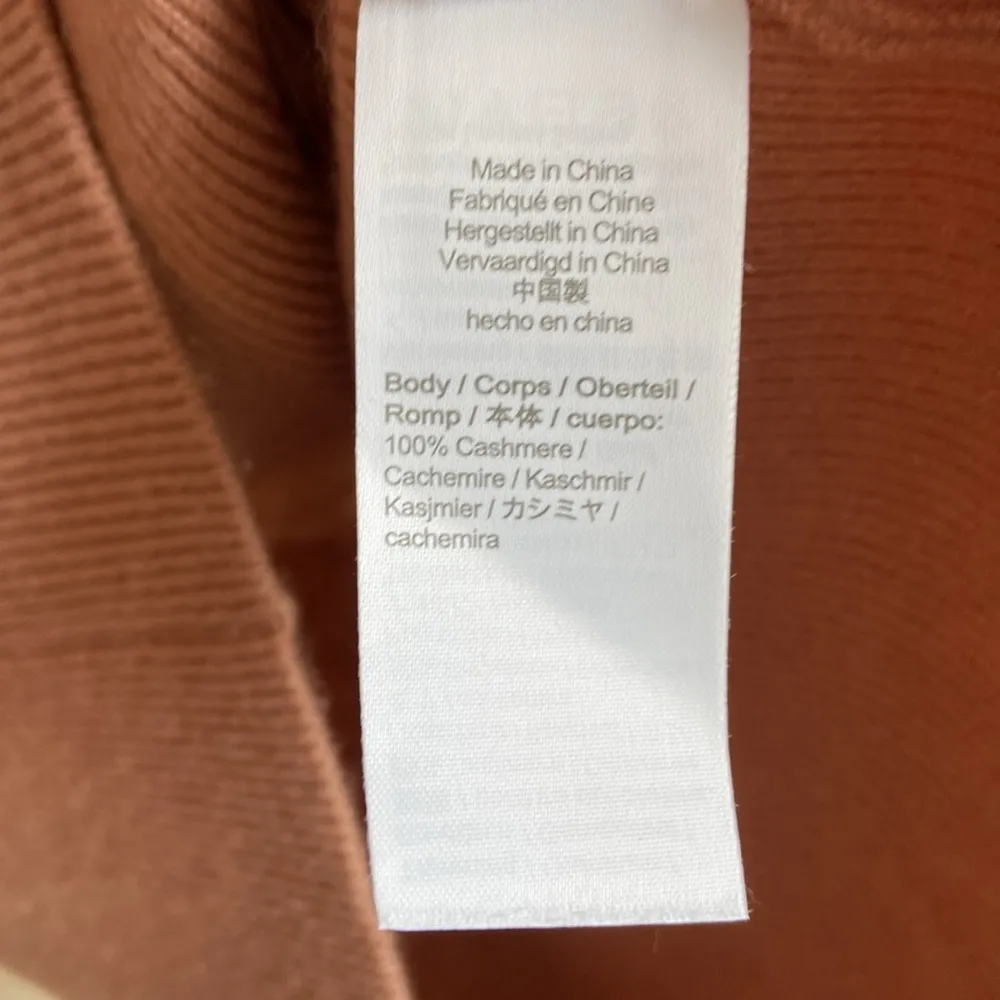 Made in China
Fabriqué en Chine
Hergestellt in China
Vervaardigd in China
中国製
hecho en china
Body / Corps / Oberteil /
Romp / 本体 / cuerpo:
100% Cashmere /
Cachemire / Kaschmir /
Kasjmier / カシミヤ /
cachemira